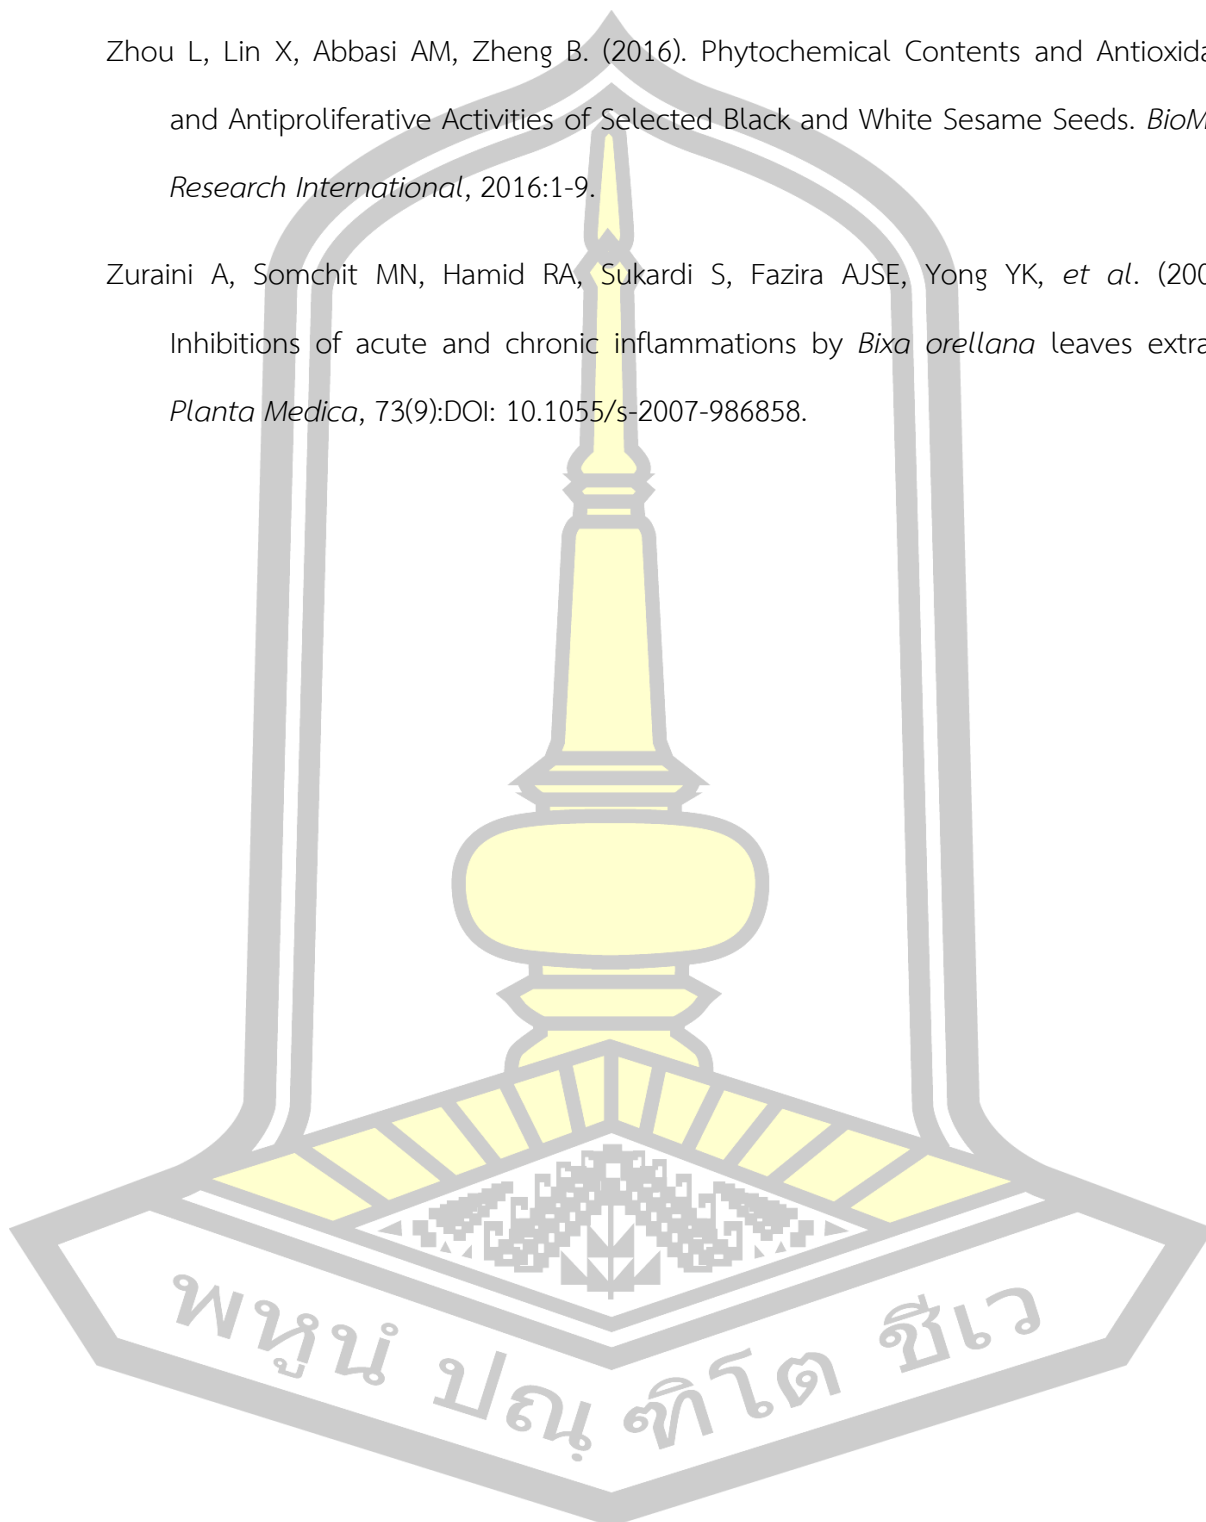 Zhou L, Lin X, Abbasi AM, Zheng B. (2016). Phytochemical Contents and Antioxida
and Antiproliferative Activities of Selected Black and White Sesame Seeds. BioM
Research International, 2016:1-9.
Zuraini A, Somchit MN, Hamid RA, Sukardi S, Fazira AJSE, Yong YK, et al. (200
Inhibitions of acute and chronic inflammations by Bixa orellana leaves extra
Planta Medica, 73(9):DOI: 10.1055/s-2007-986858.
พหูนํ ปณฺ ฑิโต ชีเว